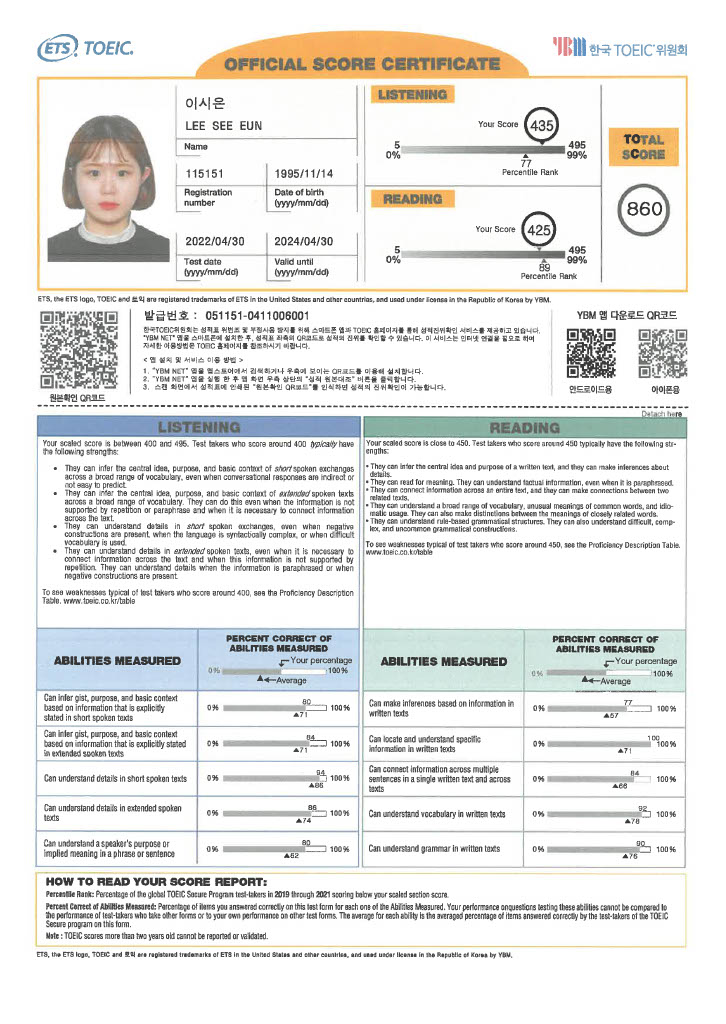 ETS TOEIC.
YBM 한국 TOEIC 위원회
OFFICIAL SCORE CERTIFICATE
이시은
LEE SEE EUN
Name
115151
1995/11/14
Registration number
Date of birth (yyyy/mm/dd)
2022/04/30
2024/04/30
Test date (yyyy/mm/dd)
Valid until (yyyy/mm/dd)
LISTENING
Your Score 435
5 495
0% 99%
77
Percentile Rank
READING
Your Score 425
5 495
0% 99%
89
Percentile Rank
TOTAL SCORE
860
ETS, the ETS logo, TOEIC and 토익 are registered trademarks of ETS in the United States and other countries, and used under license in the Republic of Korea by YBM.
원본확인 QR코드
발급번호 : 051151-0411006001
한국TOEIC위원회는 성적표 위변조 및 부정사용 방지를 위해 스마트폰 앱과 TOEIC 홈페이지를 통해 성적진위확인 서비스를 제공하고 있습니다.
"YBM NET" 앱을 스마트폰에 설치한 후, 성적표 좌측의 QR코드로 성적의 진위를 확인할 수 있습니다. 이 서비스는 인터넷 연결을 필요로 하며
자세한 이용방법은 TOEIC 홈페이지를 참조하시기 바랍니다.
< 앱 설치 및 서비스 이용 방법 >
1. "YBM NET" 앱을 앱스토어에서 검색하거나 우측에 보이는 QR코드를 이용해 설치합니다.
2. "YBM NET" 앱을 실행 한 후 앱 화면 우측 상단의 "성적 원본대조" 버튼을 클릭합니다.
3. 스캔 화면에서 성적표에 인쇄된 "원본확인 QR코드"를 인식하면 성적의 진위확인이 가능합니다.
YBM 앱 다운로드 QR코드
안드로이드용
아이폰용
Detach here
LISTENING
Your scaled score is between 400 and 495. Test takers who score around 400 typically have
the following strengths:
• They can infer the central idea, purpose, and basic context of short spoken exchanges
across a broad range of vocabulary, even when conversational responses are indirect or
not easy to predict.
• They can infer the central idea, purpose, and basic context of extended spoken texts
across a broad range of vocabulary. They can do this even when the information is not
supported by repetition or paraphrase and when it is necessary to connect information
across the text.
• They can understand details in short spoken exchanges, even when negative
constructions are present, when the language is syntactically complex, or when difficult
vocabulary is used.
• They can understand details in extended spoken texts, even when it is necessary to
connect information across the text and when this information is not supported by
repetition. They can understand details when the information is paraphrased or when
negative constructions are present.
To see weaknesses typical of test takers who score around 400, see the Proficiency Description
Table. www.toeic.co.kr/table
READING
Your scaled score is close to 450. Test takers who score around 450 typically have the following str-
engths:
• They can infer the central idea and purpose of a written text, and they can make inferences about
details.
• They can read for meaning. They can understand factual information, even when it is paraphrased.
• They can connect information across an entire text, and they can make connections between two
related texts.
• They can understand a broad range of vocabulary, unusual meanings of common words, and idio-
matic usage. They can also make distinctions between the meanings of closely related words.
• They can understand rule-based grammatical structures. They can also understand difficult, comp-
lex, and uncommon grammatical constructions.
To see weaknesses typical of test takers who score around 450, see the Proficiency Description Table.
www.toeic.co.kr/table
ABILITIES MEASURED
PERCENT CORRECT OF
ABILITIES MEASURED
Your percentage
0% 100%
Average
Can infer gist, purpose, and basic context
based on information that is explicitly
stated in short spoken texts
0% 80 100%
▲71
Can infer gist, purpose, and basic context
based on information that is explicitly stated
in extended spoken texts
0% 84 100%
▲71
Can understand details in short spoken texts
0% 94 100%
▲86
Can understand details in extended spoken
texts
0% 86 100%
▲74
Can understand a speaker's purpose or
implied meaning in a phrase or sentence
0% 80 100%
▲62
ABILITIES MEASURED
PERCENT CORRECT OF
ABILITIES MEASURED
Your percentage
0% 100%
Average
Can make inferences based on information in
written texts
0% 77 100%
▲57
Can locate and understand specific
information in written texts
0% 100 100%
▲71
Can connect information across multiple
sentences in a single written text and across
texts
0% 84 100%
▲66
Can understand vocabulary in written texts
0% 92 100%
▲78
Can understand grammar in written texts
0% 90 100%
▲76
HOW TO READ YOUR SCORE REPORT:
Percentile Rank: Percentage of the global TOEIC Secure Program test-takers in 2019 through 2021 scoring below your scaled section score.
Percent Correct of Abilities Measured: Percentage of items you answered correctly on this test form for each one of the Abilities Measured. Your performance onquestions testing these abilities cannot be compared to
the performance of test-takers who take other forms or to your own performance on other test forms. The average for each ability is the averaged percentage of items answered correctly by the test-takers of the TOEIC
Secure program on this form.
Note : TOEIC scores more than two years old cannot be reported or validated.
ETS, the ETS logo, TOEIC and 토익 are registered trademarks of ETS in the United States and other countries, and used under license in the Republic of Korea by YBM.